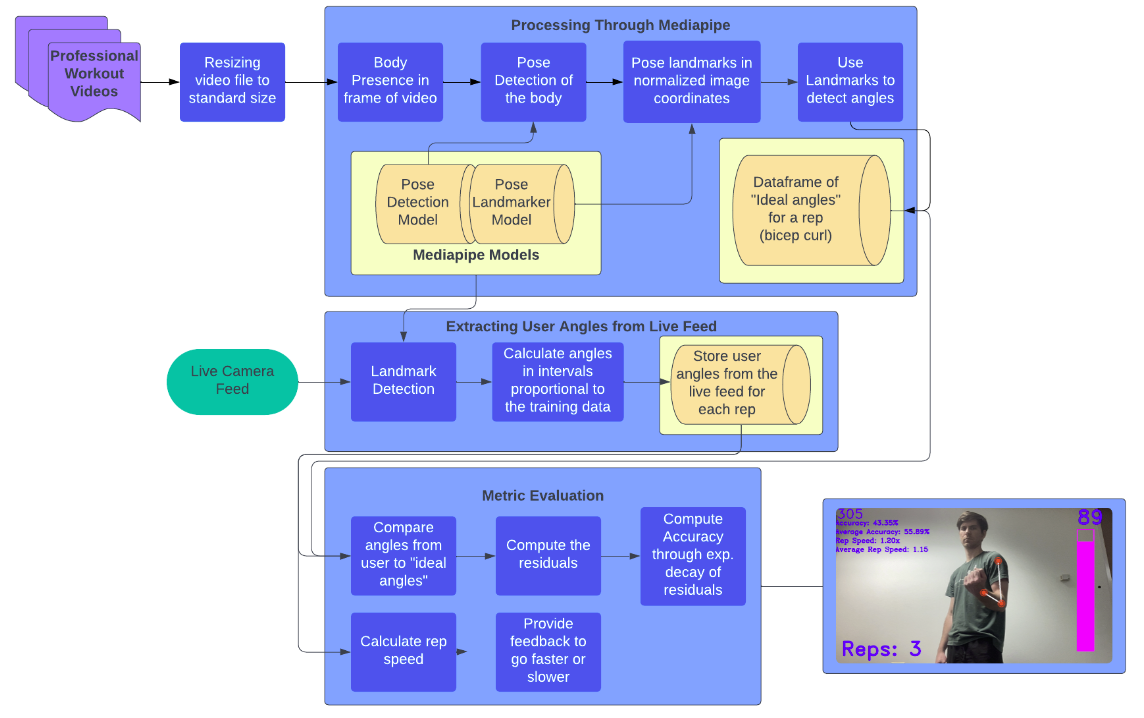 Processing Through Mediapipe
Professional
Workout
Videos
Resizing
video file to
standard size
Body
Presence in
frame of video
Pose
Detection of
the body
Pose landmarks in
normalized image
coordinates
Use
Landmarks to
detect angles
Pose
Detection
Model
Pose
Landmarker
Model
Mediapipe Models
Dataframe of
"Ideal angles"
for a rep
(bicep curl)
Extracting User Angles from Live Feed
Live Camera
Feed
Landmark
Detection
Calculate angles
in intervals
proportional to
the training data
Store user
angles from the
live feed for
each rep
Metric Evaluation
Compare
angles from
user to "ideal
angles"
Compute the
residuals
Compute
Accuracy
through exp.
decay of
residuals
Calculate rep
speed
Provide
feedback to
go faster or
slower
305
Accuracy: 43.35%
Average Accuracy: 55.89%
Rep Speed: 1.20x
Average Rep Speed: 1.15
89
Reps: 3